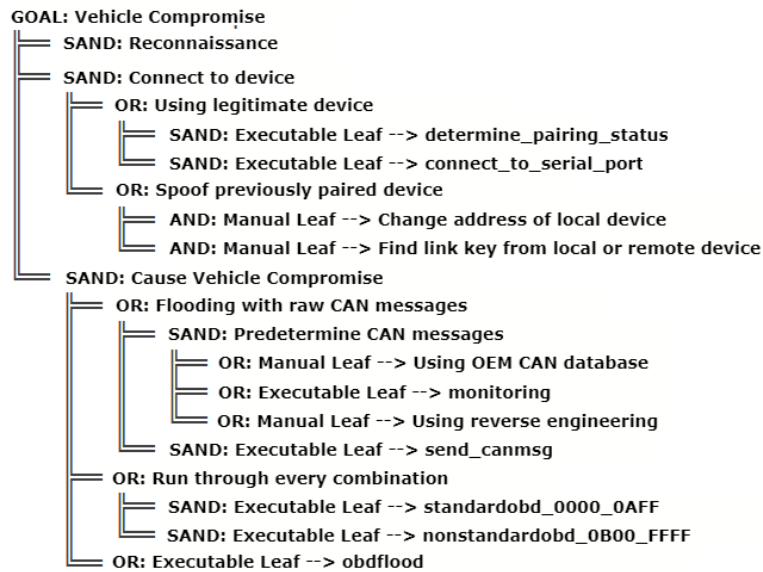 GOAL: Vehicle Compromise
SAND: Reconnaissance
SAND: Connect to device
OR: Using legitimate device
SAND: Executable Leaf --> determine_pairing_status
SAND: Executable Leaf --> connect_to_serial_port
OR: Spoof previously paired device
AND: Manual Leaf --> Change address of local device
AND: Manual Leaf --> Find link key from local or remote device
SAND: Cause Vehicle Compromise
OR: Flooding with raw CAN messages
SAND: Predetermine CAN messages
OR: Manual Leaf --> Using OEM CAN database
OR: Executable Leaf --> monitoring
OR: Manual Leaf --> Using reverse engineering
SAND: Executable Leaf --> send_canmsg
OR: Run through every combination
SAND: Executable Leaf --> standardobd_0000_0AFF
SAND: Executable Leaf --> nonstandardobd_0B00_FFFF
OR: Executable Leaf --> obdflood